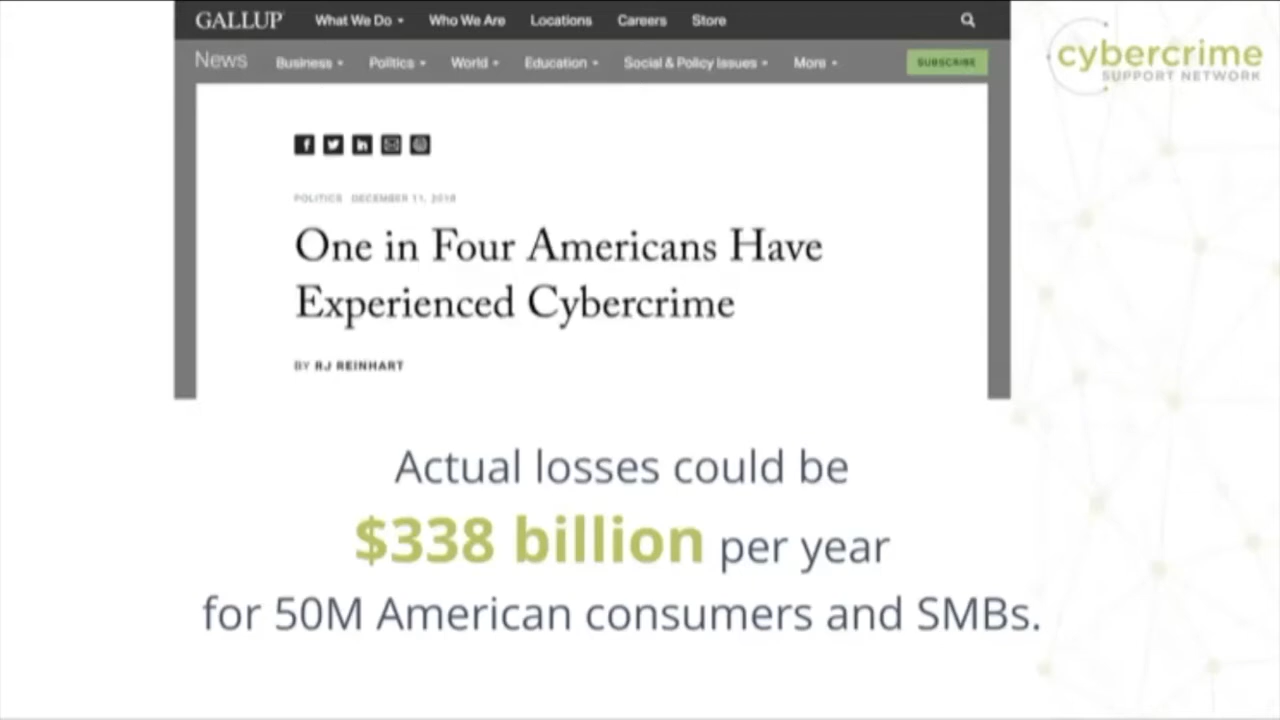 GALLUP What We Do Who We Are Locations Careers Store
cybercrime
SUPPORT NETWORK
News Business Politics World Education Social & Policy Issues More SUBSCRIBE
POLITICS DECEMBER 11, 2018
One in Four Americans Have
Experienced Cybercrime
BY RJ REINHART
Actual losses could be
$338 billion per year
for 50M American consumers and SMBs.